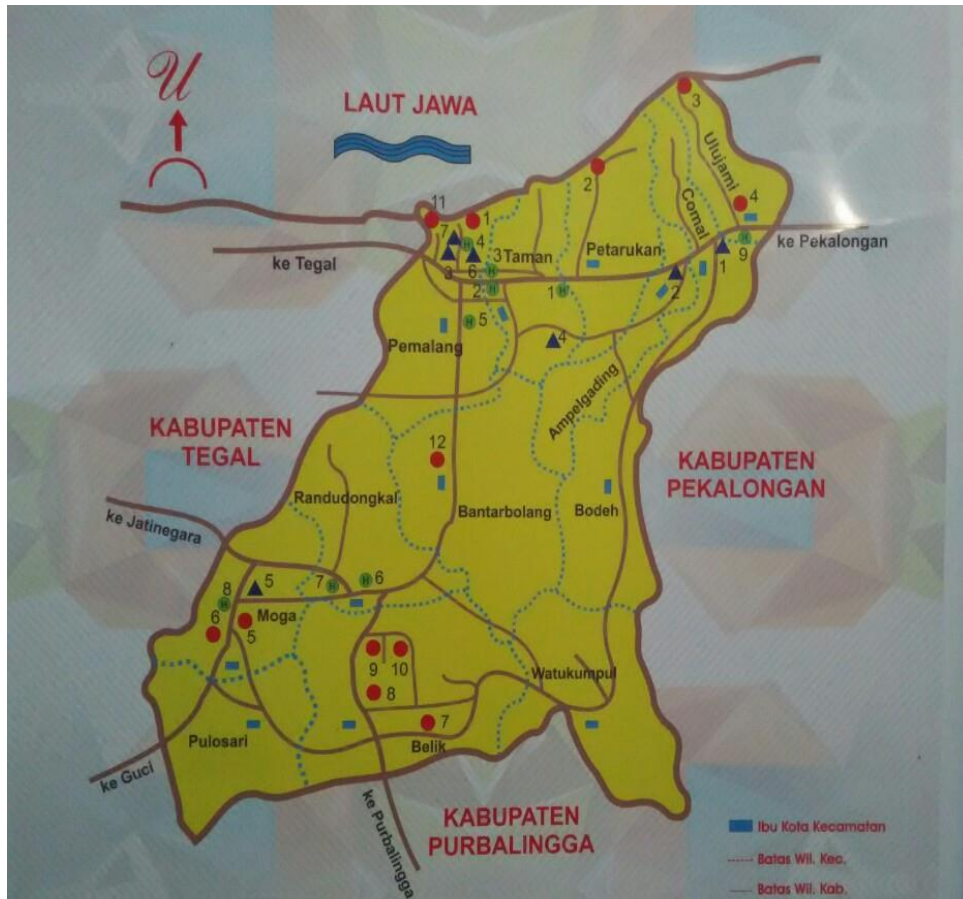 U
LAUT JAWA
3
Ulujami
2
4
Comal
11
1
7
4
3
Taman
Petarukan
ke Pekalongan
ke Tegal
3
6
9
1
2
1
2
5
4
Pemalang
Ampelgading
KABUPATEN
TEGAL
12
KABUPATEN
PEKALONGAN
Randudongkal
Bantarbolang
Bodeh
ke Jatinegara
8
5
7
6
6
Moga
5
9
10
Watukumpul
8
7
Pulosari
Belik
ke Guci
ke Purbalingga
KABUPATEN
PURBALINGGA
Ibu Kota Kecamatan
Batas Wil. Kec.
Batas Wil. Kab.
H
H
H
H
H
H
H
H
H